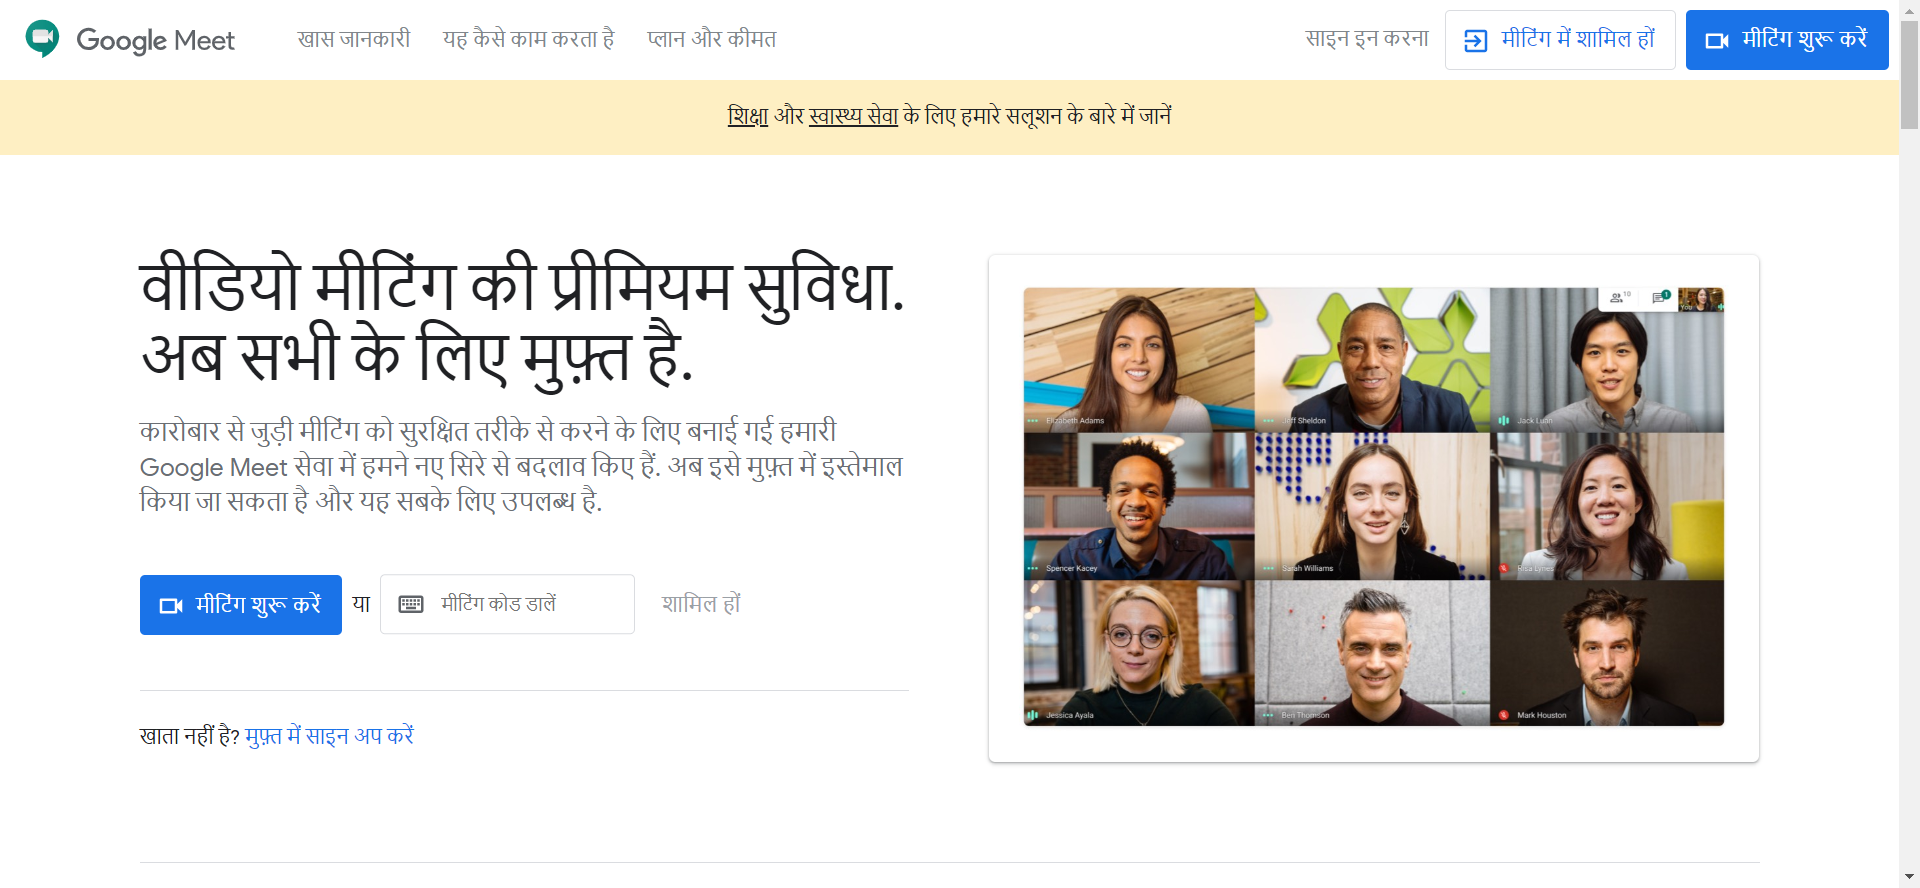 Google Meet
खास जानकारी
यह कैसे काम करता है
प्लान और कीमत
साइन इन करना
मीटिंग में शामिल हों
मीटिंग शुरू करें
शिक्षा और स्वास्थ्य सेवा के लिए हमारे सलूशन के बारे में जानें
वीडियो मीटिंग की प्रीमियम सुविधा.
अब सभी के लिए मुफ़्त है.
कारोबार से जुड़ी मीटिंग को सुरक्षित तरीके से करने के लिए बनाई गई हमारी
Google Meet सेवा में हमने नए सिरे से बदलाव किए हैं. अब इसे मुफ़्त में इस्तेमाल
किया जा सकता है और यह सबके लिए उपलब्ध है.
मीटिंग शुरू करें
या
मीटिंग कोड डालें
शामिल हों
खाता नहीं है? मुफ़्त में साइन अप करें
10
1
You
Elizabeth Adams
Jeff Sheldon
Jack Luan
Spencer Kacey
Sarah Williams
Risa Lynes
Jessica Ayala
Ben Thomson
Mark Houston